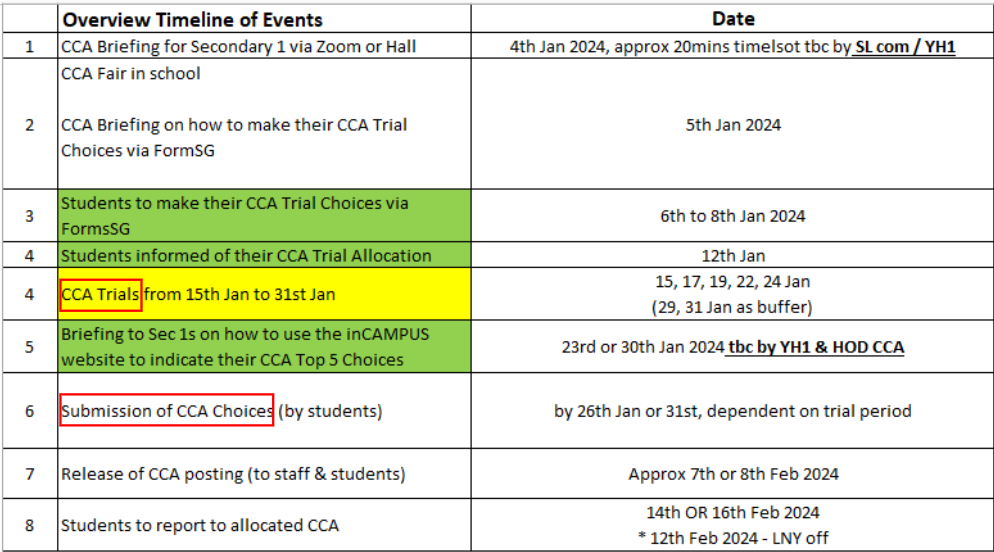 Overview Timeline of Events Date
1 CCA Briefing for Secondary 1 via Zoom or Hall 4th Jan 2024, approx 20mins timelsot tbc by SL com / YH1
CCA Fair in school
2 CCA Briefing on how to make their CCA Trial 5th Jan 2024
Choices via FormSG
3 Students to make their CCA Trial Choices via 6th to 8th Jan 2024
FormsSG
4 Students informed of their CCA Trial Allocation 12th Jan
4 CCA Trials from 15th Jan to 31st Jan 15, 17, 19, 22, 24 Jan
(29, 31 Jan as buffer)
5 Briefing to Sec 1s on how to use the inCAMPUS 23rd or 30th Jan 2024 tbc by YH1 & HOD CCA
website to indicate their CCA Top 5 Choices
6 Submission of CCA Choices (by students) by 26th Jan or 31st, dependent on trial period
7 Release of CCA posting (to staff & students) Approx 7th or 8th Feb 2024
8 Students to report to allocated CCA 14th OR 16th Feb 2024
* 12th Feb 2024 - LNY off